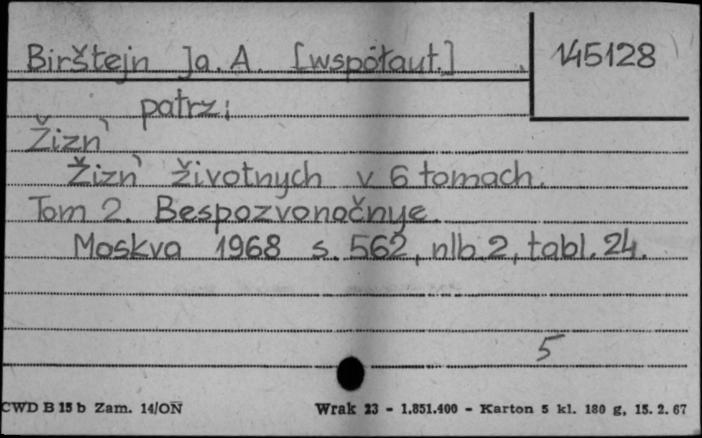 Birštejn Ja. A. [współaut.]
145128
patrz:
Žizn`
Žizn` životnych v 6 tomach.
Tom 2. Bespozvonočnye.
Moskva 1968 s. 562, nlb. 2, tabl. 24.
5
CWD B 15 b Zam. 14/ON̅ Wrak 23 - 1.851.400 - Karton 5 kl. 180 g, 15. 2. 67